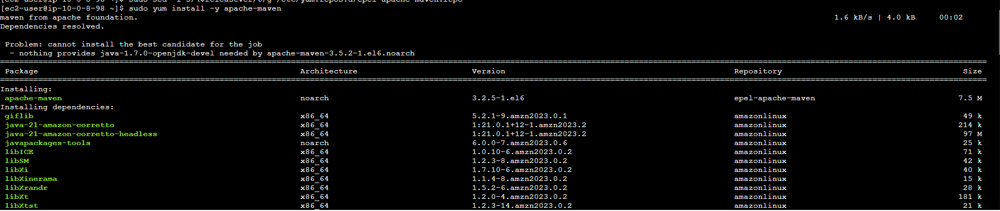 [ec2-user@ip-10-0-8-98 ~]$ sudo sed -i s/\$releasever/6/g /etc/yum.repos.d/epel-apache-maven.repo
[ec2-user@ip-10-0-8-98 ~]$ sudo yum install -y apache-maven
maven from apache foundation. 1.6 kB/s | 4.0 kB 00:02
Dependencies resolved.
Problem: cannot install the best candidate for the job
- nothing provides java-1.7.0-openjdk-devel needed by apache-maven-3.5.2-1.el6.noarch
Package Architecture Version Repository Size
Installing:
apache-maven noarch 3.2.5-1.el6 epel-apache-maven 7.5 M
Installing dependencies:
giflib x86_64 5.2.1-9.amzn2023.0.1 amazonlinux 49 k
java-21-amazon-corretto x86_64 1:21.0.1+12-1.amzn2023.2 amazonlinux 214 k
java-21-amazon-corretto-headless x86_64 1:21.0.1+12-1.amzn2023.2 amazonlinux 97 M
javapackages-tools noarch 6.0.0-7.amzn2023.0.6 amazonlinux 25 k
libICE x86_64 1.0.10-6.amzn2023.0.2 amazonlinux 71 k
libSM x86_64 1.2.3-8.amzn2023.0.2 amazonlinux 42 k
libXi x86_64 1.7.10-6.amzn2023.0.2 amazonlinux 40 k
libXinerama x86_64 1.1.4-8.amzn2023.0.2 amazonlinux 15 k
libXrandr x86_64 1.5.2-6.amzn2023.0.2 amazonlinux 28 k
libXt x86_64 1.2.0-4.amzn2023.0.2 amazonlinux 181 k
libXtst x86_64 1.2.3-14.amzn2023.0.2 amazonlinux 21 k